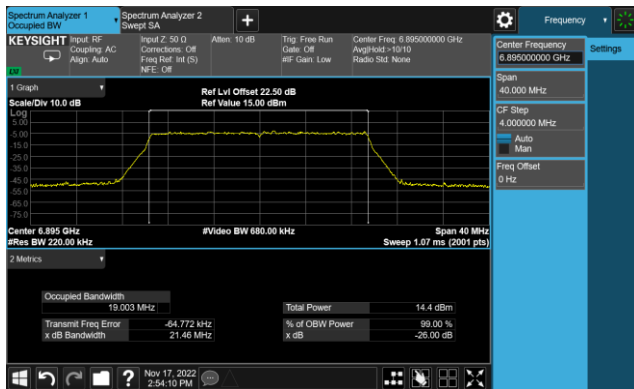 Spectrum Analyzer 1
Occupied BW
Spectrum Analyzer 2
Swept SA
Frequency
KEYSIGHT
Input: RF
Coupling: AC
Align: Auto
Input Z: 50 Ω
Corrections: Off
Freq Ref: Int (S)
NFE: Off
Atten: 10 dB
Trig: Free Run
Gate: Off
#IF Gain: Low
Center Freq: 6.895000000 GHz
Avg|Hold:>10/10
Radio Std: None
Center Frequency
6.895000000 GHz
Settings
Span
40.000 MHz
CF Step
4.000000 MHz
Auto
Man
Freq Offset
0 Hz
1 Graph
Scale/Div 10.0 dB
Ref Lvl Offset 22.50 dB
Ref Value 15.00 dBm
Log
5.00
-5.00
-15.0
-25.0
-35.0
-45.0
-55.0
-65.0
-75.0
Center 6.895 GHz
#Res BW 220.00 kHz
#Video BW 680.00 kHz
Span 40 MHz
Sweep 1.07 ms (2001 pts)
2 Metrics
Occupied Bandwidth
19.003 MHz
Total Power 14.4 dBm
Transmit Freq Error -64.772 kHz
% of OBW Power 99.00 %
x dB Bandwidth 21.46 MHz
x dB -26.00 dB
?
Nov 17, 2022
2:54:10 PM